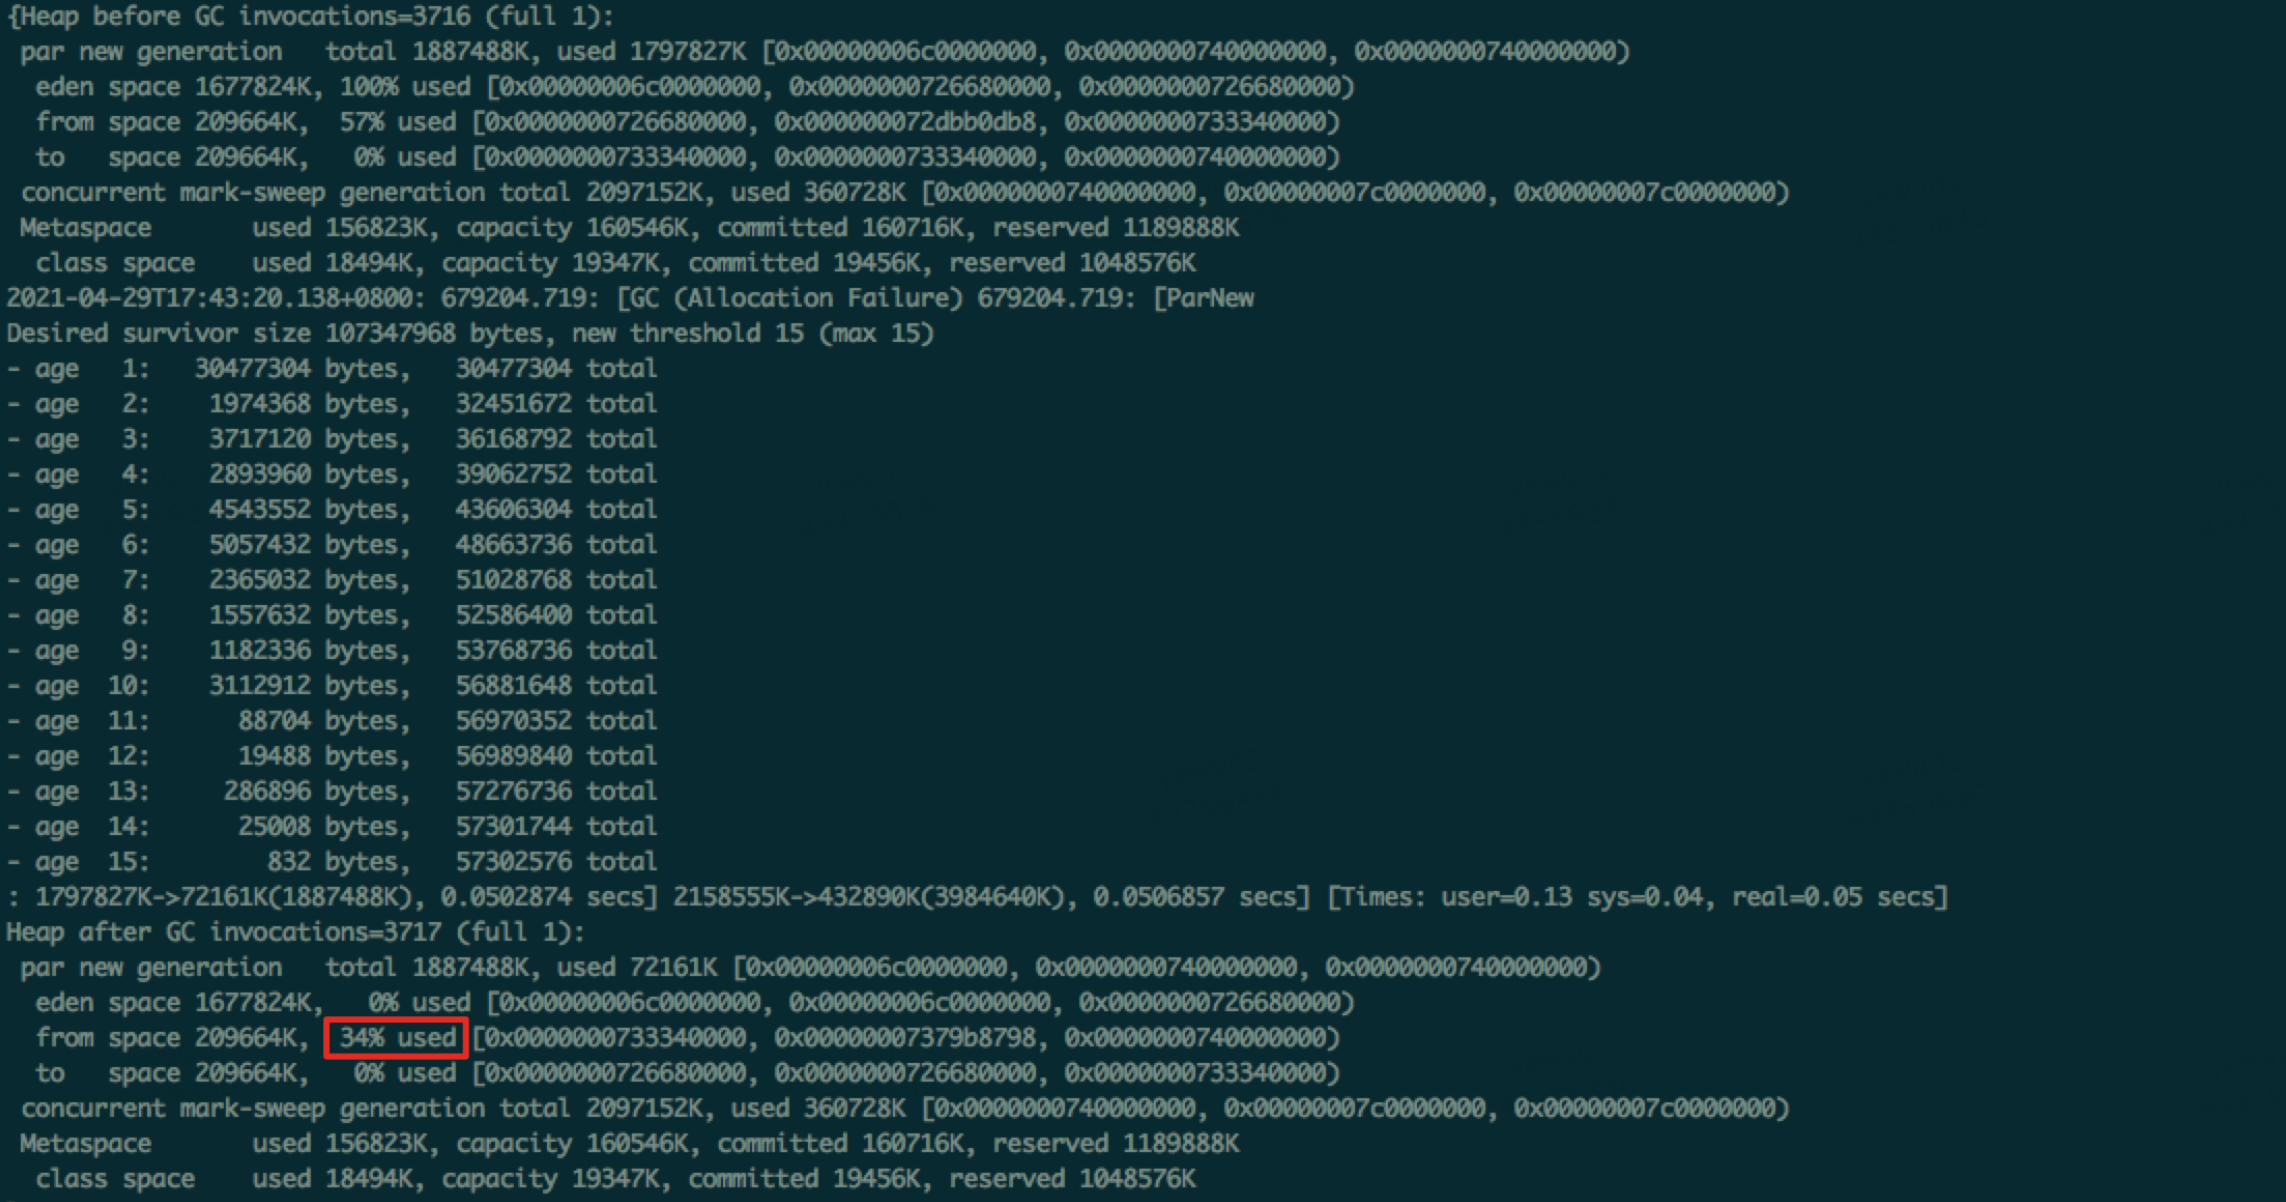 {Heap before GC invocations=3716 (full 1):
 par new generation   total 1887488K, used 1797827K [0x00000006c0000000, 0x0000000740000000, 0x0000000740000000)
  eden space 1677824K, 100% used [0x00000006c0000000, 0x0000000726680000, 0x0000000726680000)
  from space 209664K,  57% used [0x0000000726680000, 0x000000072dbb0db8, 0x0000000733340000)
  to   space 209664K,   0% used [0x0000000733340000, 0x0000000733340000, 0x0000000740000000)
 concurrent mark-sweep generation total 2097152K, used 360728K [0x0000000740000000, 0x00000007c0000000, 0x00000007c0000000)
 Metaspace       used 156823K, capacity 160546K, committed 160716K, reserved 1189888K
  class space    used 18494K, capacity 19347K, committed 19456K, reserved 1048576K
2021-04-29T17:43:20.138+0800: 679204.719: [GC (Allocation Failure) 679204.719: [ParNew
Desired survivor size 107347968 bytes, new threshold 15 (max 15)
- age   1:   30477304 bytes,   30477304 total
- age   2:    1974368 bytes,   32451672 total
- age   3:    3717120 bytes,   36168792 total
- age   4:    2893960 bytes,   39062752 total
- age   5:    4543552 bytes,   43606304 total
- age   6:    5057432 bytes,   48663736 total
- age   7:    2365032 bytes,   51028768 total
- age   8:    1557632 bytes,   52586400 total
- age   9:    1182336 bytes,   53768736 total
- age  10:    3112912 bytes,   56881648 total
- age  11:      88704 bytes,   56970352 total
- age  12:      19488 bytes,   56989840 total
- age  13:     286896 bytes,   57276736 total
- age  14:      25008 bytes,   57301744 total
- age  15:        832 bytes,   57302576 total
: 1797827K->72161K(1887488K), 0.0502874 secs] 2158555K->432890K(3984640K), 0.0506857 secs] [Times: user=0.13 sys=0.04, real=0.05 secs]
Heap after GC invocations=3717 (full 1):
 par new generation   total 1887488K, used 72161K [0x00000006c0000000, 0x0000000740000000, 0x0000000740000000)
  eden space 1677824K,   0% used [0x00000006c0000000, 0x00000006c0000000, 0x0000000726680000)
  from space 209664K,  34% used [0x0000000733340000, 0x00000007379b8798, 0x0000000740000000)
  to   space 209664K,   0% used [0x0000000726680000, 0x0000000726680000, 0x0000000733340000)
 concurrent mark-sweep generation total 2097152K, used 360728K [0x0000000740000000, 0x00000007c0000000, 0x00000007c0000000)
 Metaspace       used 156823K, capacity 160546K, committed 160716K, reserved 1189888K
  class space    used 18494K, capacity 19347K, committed 19456K, reserved 1048576K